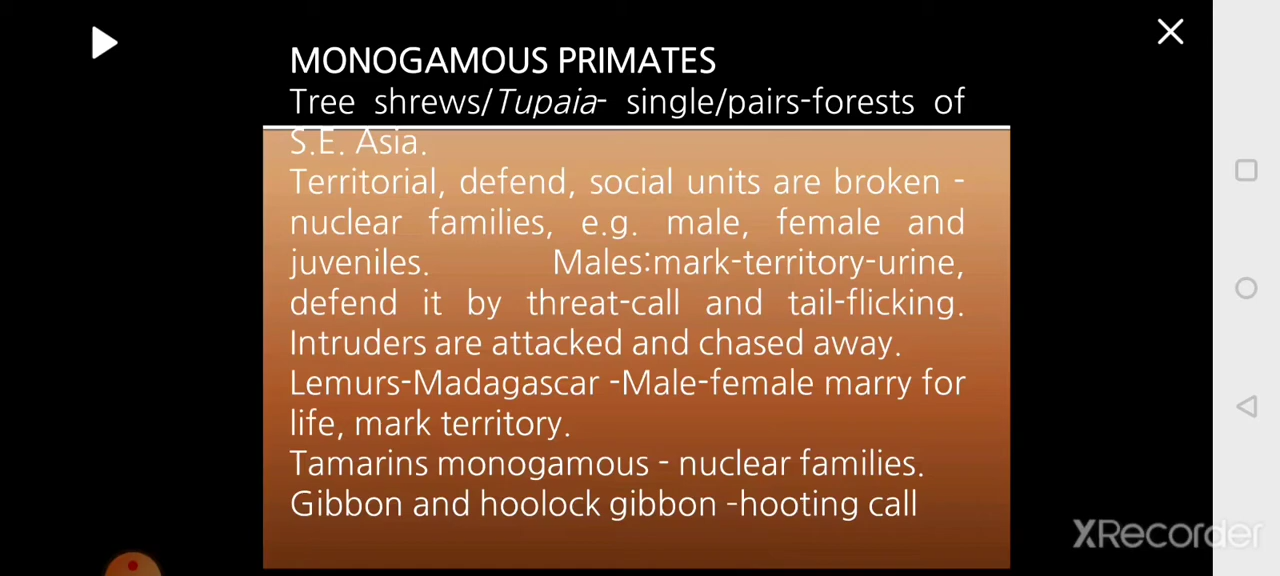 MONOGAMOUS PRIMATES
Tree shrews/Tupaia- single/pairs-forests of
S.E. Asia.
Territorial, defend, social units are broken -
nuclear families, e.g. male, female and
juveniles. Males:mark-territory-urine,
defend it by threat-call and tail-flicking.
Intruders are attacked and chased away.
Lemurs-Madagascar -Male-female marry for
life, mark territory.
Tamarins monogamous - nuclear families.
Gibbon and hoolock gibbon -hooting call
XRecorder